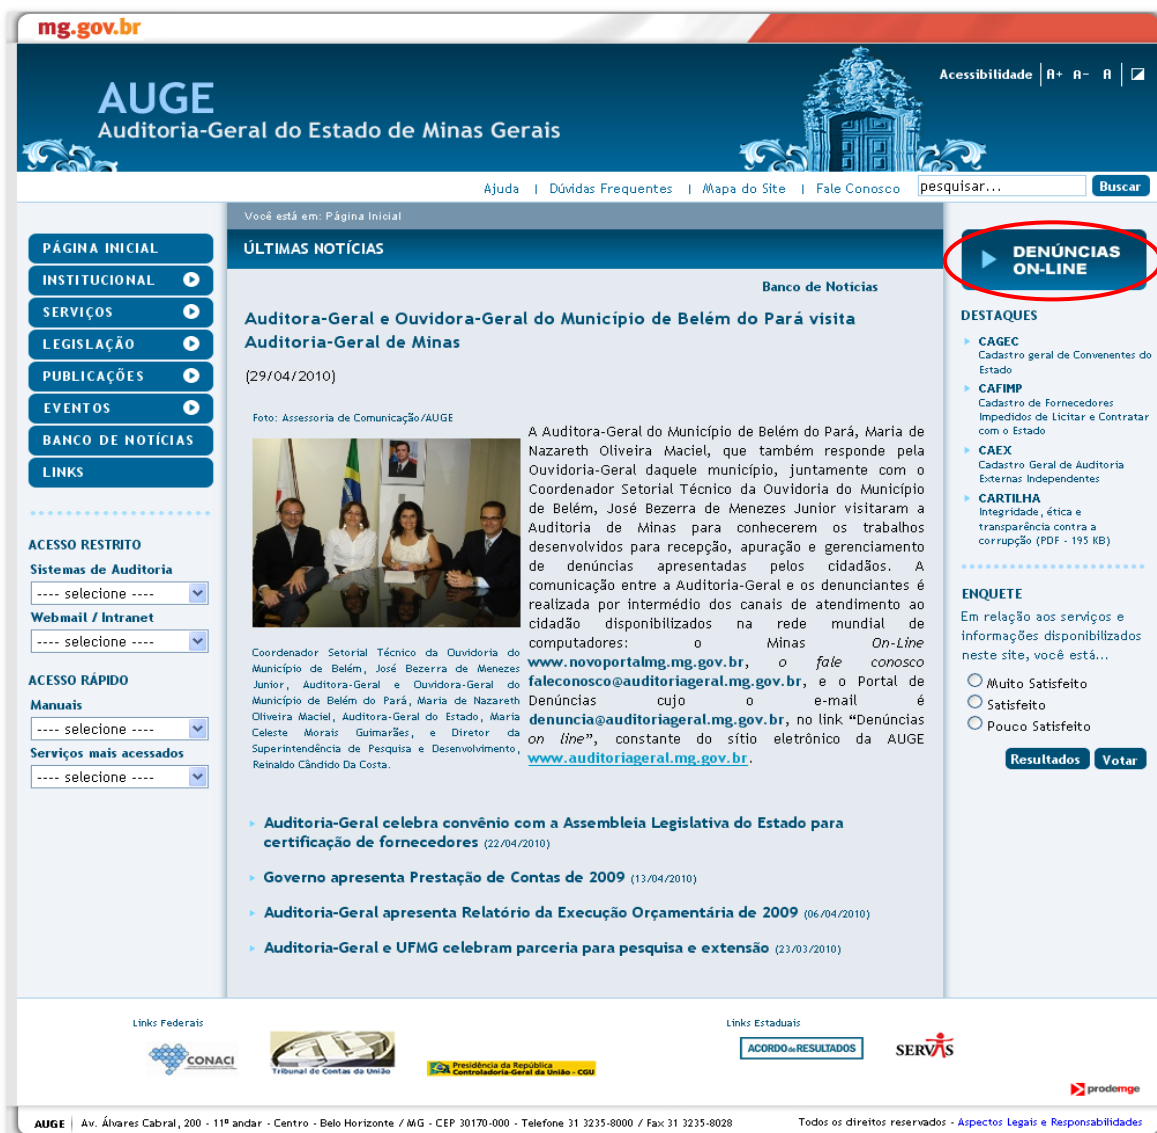 mg.gov.br
AUGE
Auditoria-Geral do Estado de Minas Gerais
Acessibilidade A+ A- A
Ajuda | Dúvidas Frequentes | Mapa do Site | Fale Conosco
pesquisar... Buscar
Você está em: Página Inicial
PÁGINA INICIAL
INSTITUCIONAL
SERVIÇOS
LEGISLAÇÃO
PUBLICAÇÕES
EVENTOS
BANCO DE NOTÍCIAS
LINKS
ACESSO RESTRITO
Sistemas de Auditoria
---- selecione ----
Webmail / Intranet
---- selecione ----
ACESSO RÁPIDO
Manuais
---- selecione ----
Serviços mais acessados
---- selecione ----
ÚLTIMAS NOTÍCIAS
Banco de Noticias
Auditora-Geral e Ouvidora-Geral do Município de Belém do Pará visita
Auditoria-Geral de Minas
(29/04/2010)
Foto: Assessoria de Comunicação/AUGE
Coordenador Setorial Técnico da Ouvidoria do
Município de Belém, José Bezerra de Menezes
Junior, Auditora-Geral e Ouvidora-Geral do
Município de Belém do Pará, Maria de Nazareth
Oliveira Maciel, Auditora-Geral do Estado, Maria
Celeste Morais Guimarães, e Diretor da
Superintendência de Pesquisa e Desenvolvimento,
Reinaldo Cândido Da Costa.
A Auditora-Geral do Município de Belém do Pará, Maria de
Nazareth Oliveira Maciel, que também responde pela
Ouvidoria-Geral daquele município, juntamente com o
Coordenador Setorial Técnico da Ouvidoria do Município
de Belém, José Bezerra de Menezes Junior visitaram a
Auditoria de Minas para conhecerem os trabalhos
desenvolvidos para recepção, apuração e gerenciamento
de denúncias apresentadas pelos cidadãos. A
comunicação entre a Auditoria-Geral e os denunciantes é
realizada por intermédio dos canais de atendimento ao
cidadão disponibilizados na rede mundial de
computadores: o Minas On-Line
www.novoportalmg.mg.gov.br, o fale conosco
faleconosco@auditoriageral.mg.gov.br, e o Portal de
Denúncias cujo o e-mail é
denuncia@auditoriageral.mg.gov.br, no link “Denúncias
on line”, constante do sítio eletrônico da AUGE
www.auditoriageral.mg.gov.br.
Auditoria-Geral celebra convênio com a Assembleia Legislativa do Estado para
certificação de fornecedores (22/04/2010)
Governo apresenta Prestação de Contas de 2009 (13/04/2010)
Auditoria-Geral apresenta Relatório da Execução Orçamentária de 2009 (06/04/2010)
Auditoria-Geral e UFMG celebram parceria para pesquisa e extensão (23/03/2010)
DENÚNCIAS
ON-LINE
DESTAQUES
CAGEC
Cadastro geral de Convenentes do
Estado
CAFIMP
Cadastro de Fornecedores
Impedidos de Licitar e Contratar
com o Estado
CAEX
Cadastro Geral de Auditoria
Externas Independentes
CARTILHA
Integridade, ética e
transparência contra a
corrupção (PDF - 195 KB)
ENQUETE
Em relação aos serviços e
informações disponibilizados
neste site, você está...
Muito Satisfeito
Satisfeito
Pouco Satisfeito
Resultados Votar
Links Federais
CONACI
Tribunal de Contas da União
Presidência da República
Controladoria-Geral da União - CGU
Links Estaduais
ACORDO de RESULTADOS
SERVAS
prodemge
AUGE | Av. Álvares Cabral, 200 - 11º andar - Centro - Belo Horizonte / MG - CEP 30170-000 - Telefone 31 3235-8000 / Fax 31 3235-8028
Todos os direitos reservados - Aspectos Legais e Responsabilidades